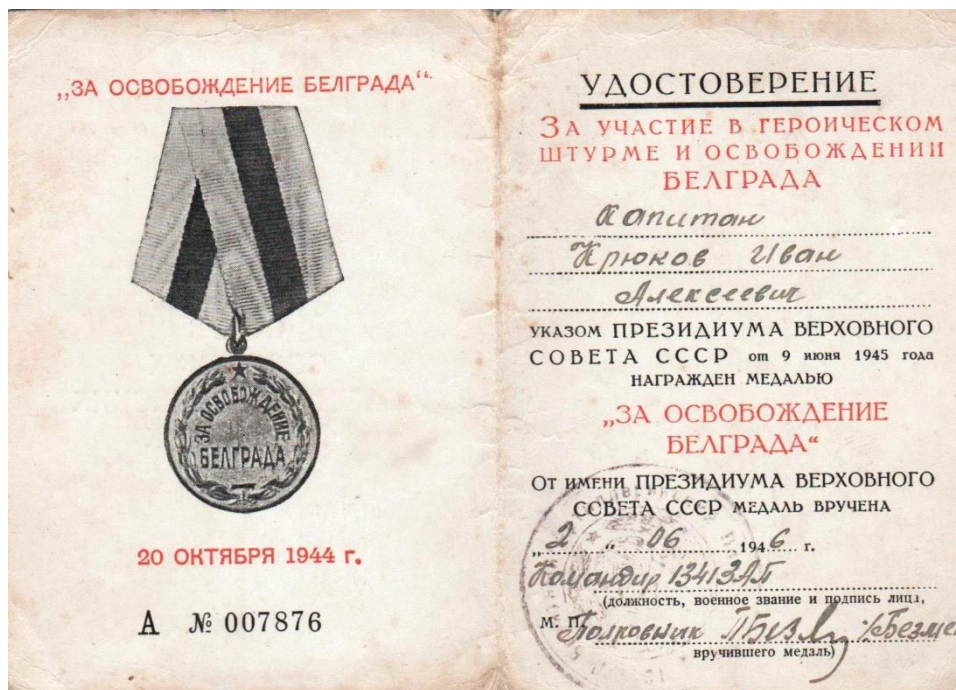 „ЗА ОСВОБОЖДЕНИЕ БЕЛГРАДА“
ЗА ОСВОБОЖДЕНИЕ
БЕЛГРАДА
20 ОКТЯБРЯ 1944 г.
А № 007876
УДОСТОВЕРЕНИЕ
ЗА УЧАСТИЕ В ГЕРОИЧЕСКОМ
ШТУРМЕ И ОСВОБОЖДЕНИИ
БЕЛГРАДА
Капитан
Крюков Иван
Алексеевич
УКАЗОМ ПРЕЗИДИУМА ВЕРХОВНОГО
СОВЕТА СССР от 9 июня 1945 года
НАГРАЖДЕН МЕДАЛЬЮ
„ЗА ОСВОБОЖДЕНИЕ
БЕЛГРАДА“
ОТ ИМЕНИ ПРЕЗИДИУМА ВЕРХОВНОГО
СОВЕТА СССР МЕДАЛЬ ВРУЧЕНА
„2“ 06 1946 г.
Командир 1341ЗАП
(должность, военное звание и подпись лица,
М. П. Полковник
вручившего медаль)